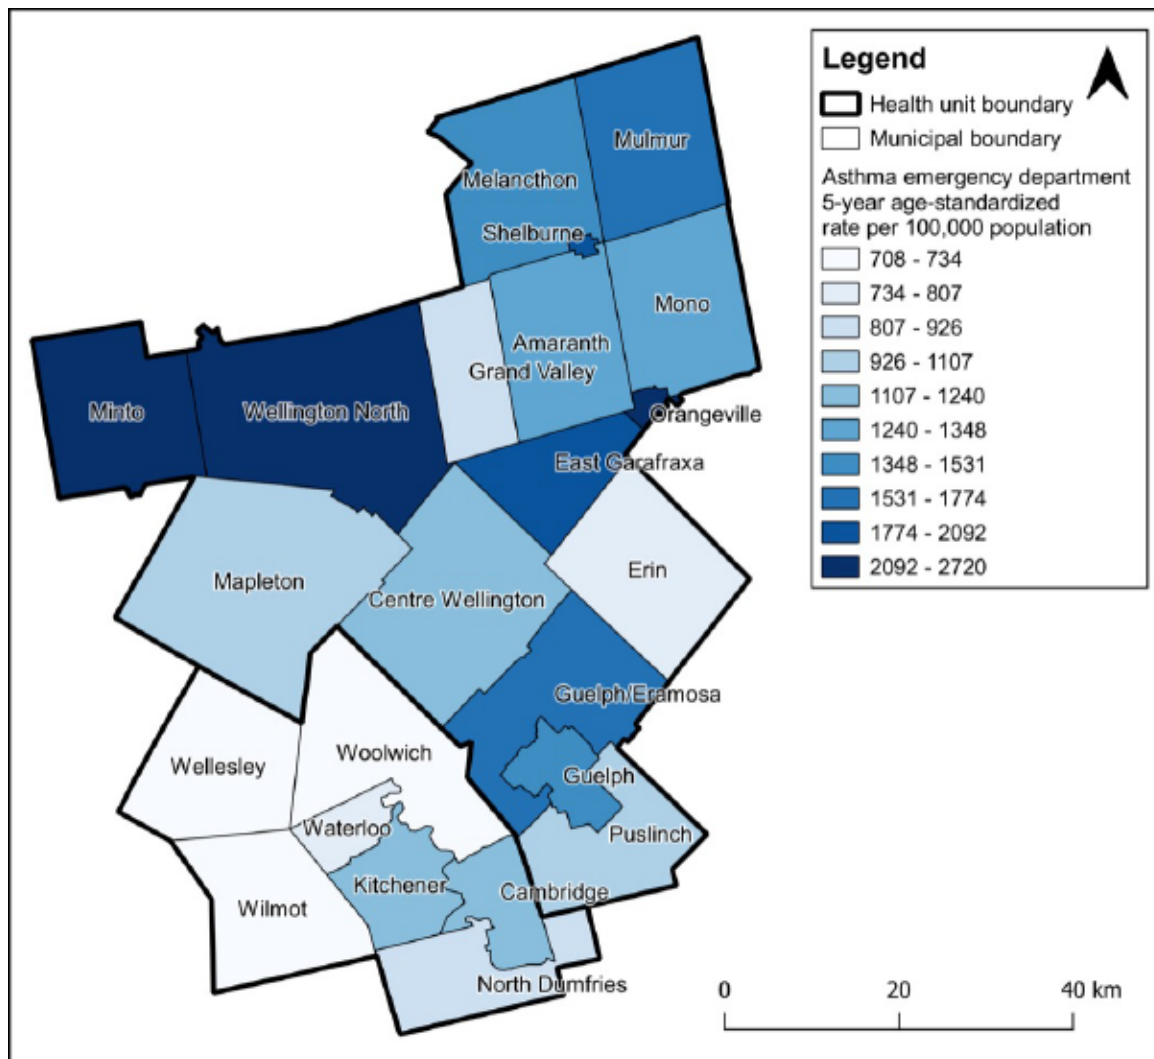 Legend
Health unit boundary
Municipal boundary
Asthma emergency department
5-year age-standardized
rate per 100,000 population
708 - 734
734 - 807
807 - 926
926 - 1107
1107 - 1240
1240 - 1348
1348 - 1531
1531 - 1774
1774 - 2092
2092 - 2720
Mulmur
Melancthon
Shelburne
Mono
Amaranth
Grand Valley
Minto
Wellington North
Orangeville
East Garafraxa
Erin
Mapleton
Centre Wellington
Guelph/Eramosa
Woolwich
Wellesley
Guelph
Waterloo
Puslinch
Kitchener
Cambridge
Wilmot
North Dumfries
0 20 40 km